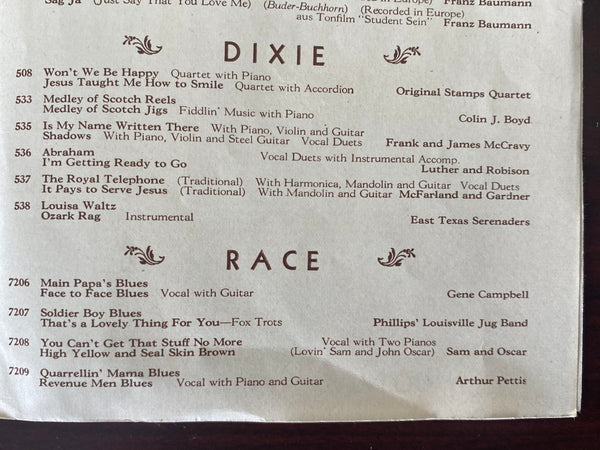 Sag Ja (Just Say That You Love Me) (Buder-Buchhorn) (Recorded in Europe) Franz Baumann
aus Tonfilm "Student Sein" Franz Baumann
DIXIE
508 Won't We Be Happy Quartet with Piano
Jesus Taught Me How to Smile Quartet with Accordion Original Stamps Quartet
533 Medley of Scotch Reels
Medley of Scotch Jigs Fiddlin' Music with Piano Colin J. Boyd
535 Is My Name Written There With Piano, Violin and Guitar
Shadows With Piano, Violin and Steel Guitar Vocal Duets Frank and James McCravy
536 Abraham Vocal Duets with Instrumental Accomp.
I'm Getting Ready to Go Luther and Robison
537 The Royal Telephone (Traditional) With Harmonica, Mandolin and Guitar Vocal Duets
It Pays to Serve Jesus (Traditional) With Mandolin and Guitar McFarland and Gardner
538 Louisa Waltz
Ozark Rag Instrumental East Texas Serenaders
RACE
7206 Main Papa's Blues
Face to Face Blues Vocal with Guitar Gene Campbell
7207 Soldier Boy Blues
That's a Lovely Thing For You—Fox Trots Phillips' Louisville Jug Band
7208 You Can't Get That Stuff No More Vocal with Two Pianos
High Yellow and Seal Skin Brown (Lovin' Sam and John Oscar) Sam and Oscar
7209 Quarrellin' Mama Blues
Revenue Men Blues Vocal with Piano and Guitar Arthur Pettis